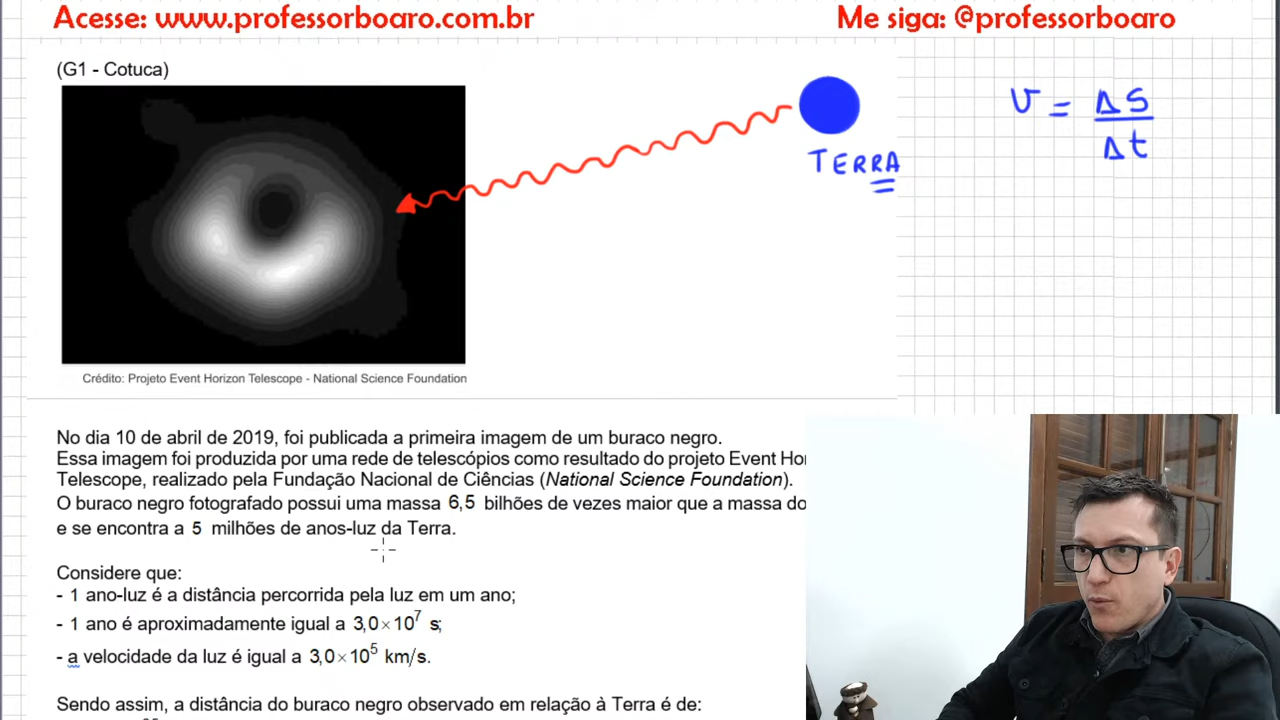 Acesse: www.professorboaro.com.br
Me siga: @professorboaro
(G1 - Cotuca)
TERRA
v = Δs
Δt
Crédito: Projeto Event Horizon Telescope - National Science Foundation
No dia 10 de abril de 2019, foi publicada a primeira imagem de um buraco negro.
Essa imagem foi produzida por uma rede de telescópios como resultado do projeto Event
Telescope, realizado pela Fundação Nacional de Ciências (National Science Foundation).
O buraco negro fotografado possui uma massa 6,5 bilhões de vezes maior que a massa
e se encontra a 5 milhões de anos-luz da Terra.
Considere que:
- 1 ano-luz é a distância percorrida pela luz em um ano;
- 1 ano é aproximadamente igual a 3,0×10⁷ s;
- a velocidade da luz é igual a 3,0×10⁵ km/s.
Sendo assim, a distância do buraco negro observado em relação à Terra é de: